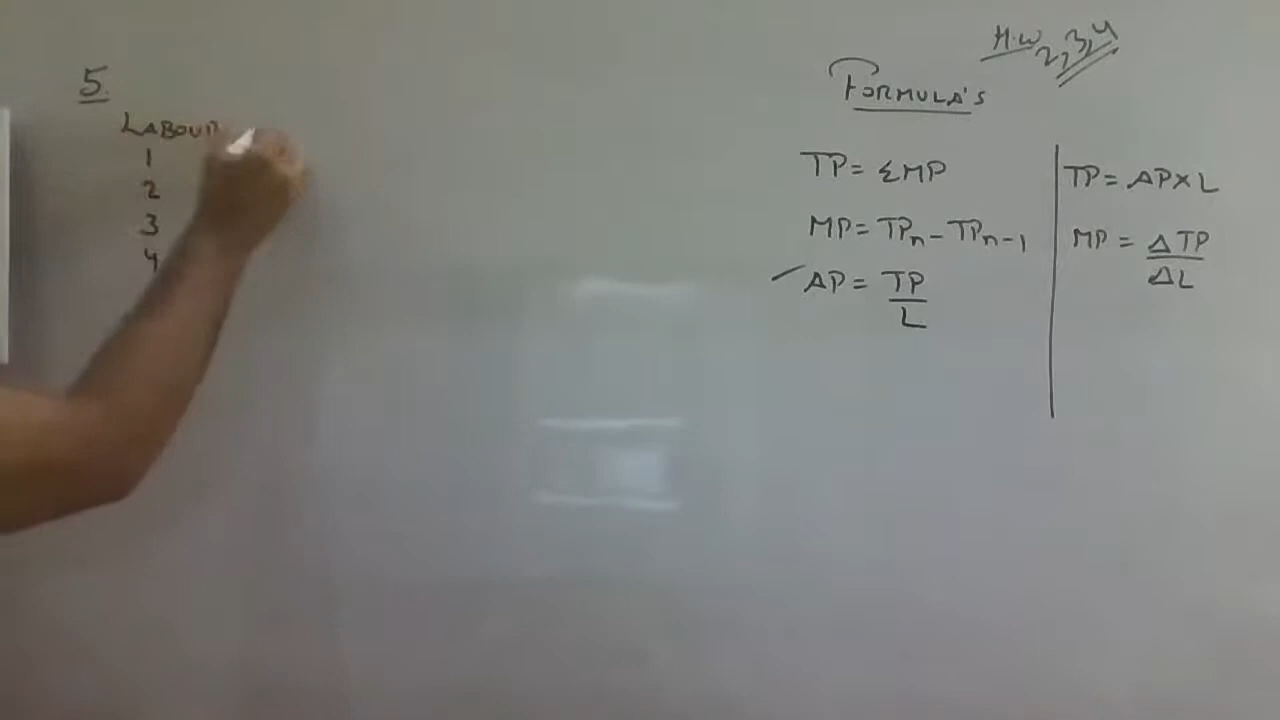 5.
LABOUR
1
2
3
4
H.W 2,3,4
FORMULA'S
TP = ΣMP
MP = TPn - TPn-1
AP = TP
L
TP = AP X L
MP = Δ TP
ΔL